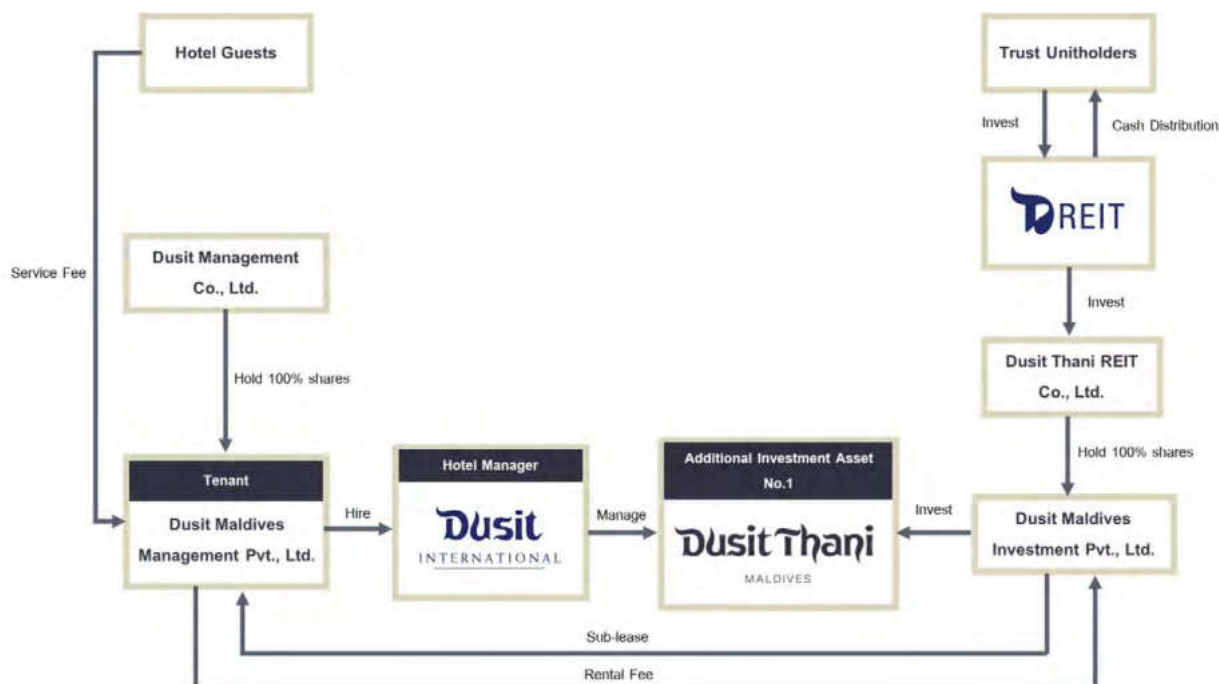 Hotel Guests
Trust Unitholders
Invest
Cash Distribution
DREIT
Service Fee
Dusit Management
Co., Ltd.
Invest
Hold 100% shares
Dusit Thani REIT
Co., Ltd.
Hold 100% shares
Tenant
Dusit Maldives
Management Pvt., Ltd.
Hire
Hotel Manager
Dusit
INTERNATIONAL
Manage
Additional Investment Asset
No.1
Dusit Thani
MALDIVES
Invest
Dusit Maldives
Investment Pvt., Ltd.
Sub-lease
Rental Fee